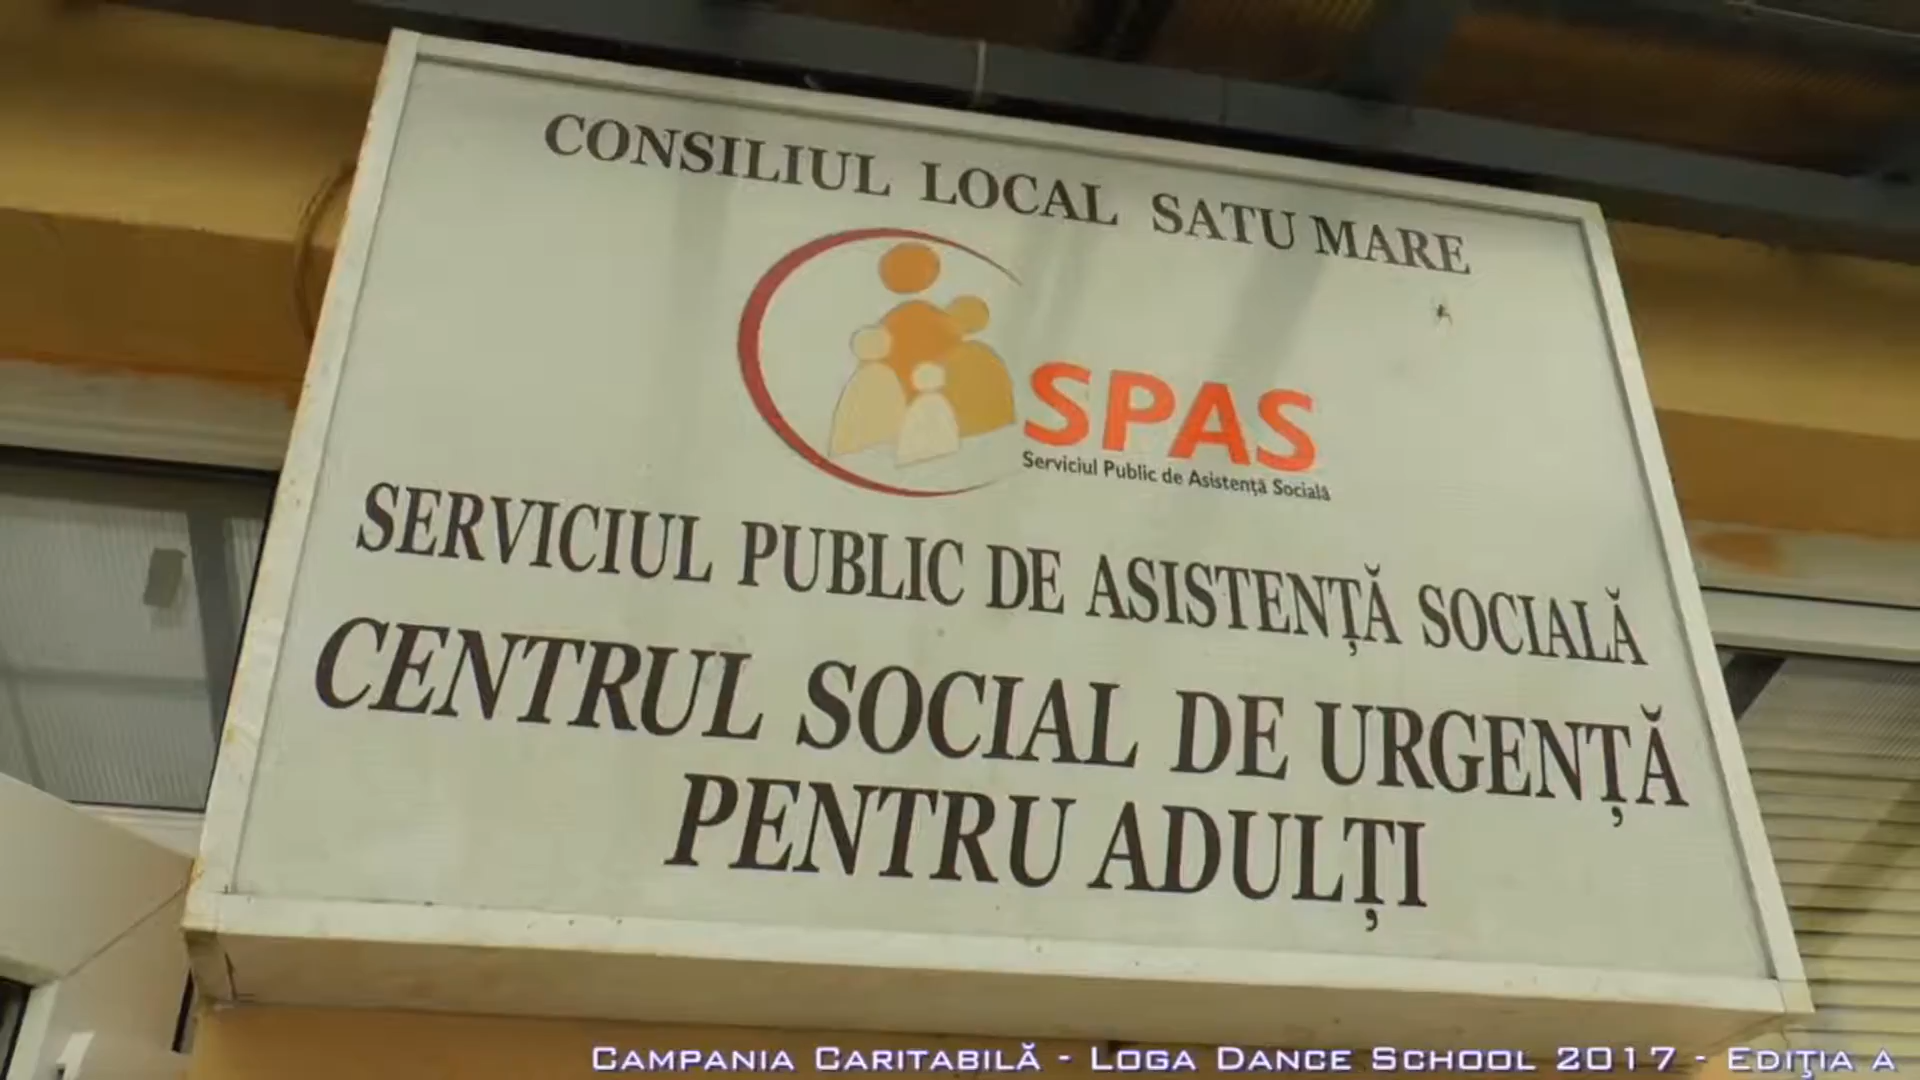 CONSILIUL LOCAL SATU MARE
SPAS
Serviciul Public de Asistență Socială
SERVICIUL PUBLIC DE ASISTENȚĂ SOCIALĂ
CENTRUL SOCIAL DE URGENȚĂ
PENTRU ADULȚI
CAMPANIA CARITABILĂ - LOGA DANCE SCHOOL 2017 - EDIŢIA A